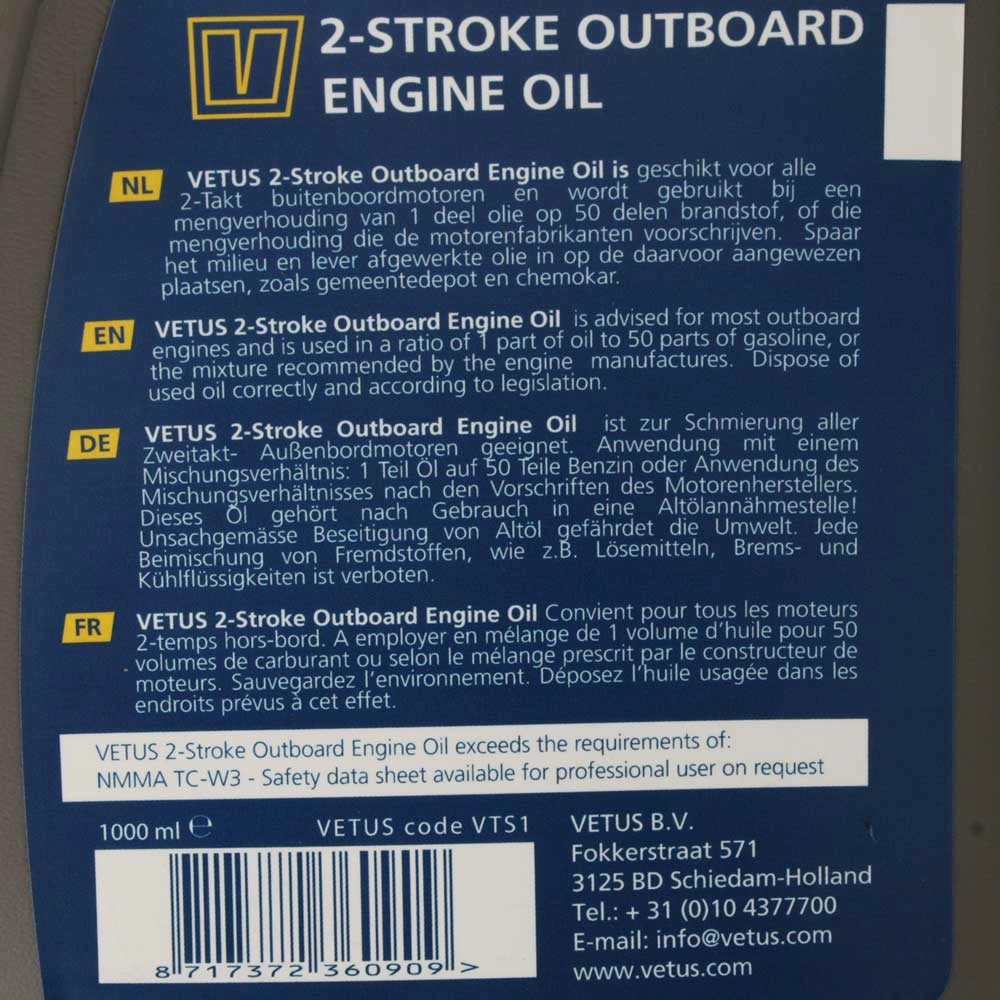 2-STROKE OUTBOARD
ENGINE OIL
NL VETUS 2-Stroke Outboard Engine Oil is geschikt voor alle
2-Takt buitenboordmotoren en wordt gebruikt bij een
mengverhouding van 1 deel olie op 50 delen brandstof, of die
mengverhouding die de motorenfabrikanten voorschrijven. Spaar
het milieu en lever afgewerkte olie in op de daarvoor aangewezen
plaatsen, zoals gemeentedepot en chemokar.
EN VETUS 2-Stroke Outboard Engine Oil is advised for most outboard
engines and is used in a ratio of 1 part of oil to 50 parts of gasoline, or
the mixture recommended by the engine manufactures. Dispose of
used oil correctly and according to legislation.
DE VETUS 2-Stroke Outboard Engine Oil ist zur Schmierung aller
Zweitakt- Außenbordmotoren geeignet. Anwendung mit einem
Mischungsverhältnis: 1 Teil Öl auf 50 Teile Benzin oder Anwendung des
Mischungsverhältnisses nach den Vorschriften des Motorenherstellers.
Dieses Öl gehört nach Gebrauch in eine Altölannähmestelle!
Unsachgemässe Beseitigung von Altöl gefährdet die Umwelt. Jede
Beimischung von Fremdstoffen, wie z.B. Lösemitteln, Brems- und
Kühlflüssigkeiten ist verboten.
FR VETUS 2-Stroke Outboard Engine Oil Convient pour tous les moteurs
2-temps hors-bord. A employer en mélange de 1 volume d'huile pour 50
volumes de carburant ou selon le mélange prescrit par le constructeur de
moteurs. Sauvegardez l'environnement. Déposez l'huile usagée dans les
endroits prévus à cet effet.
VETUS 2-Stroke Outboard Engine Oil exceeds the requirements of:
NMMA TC-W3 - Safety data sheet available for professional user on request
1000 ml ℮ VETUS code VTS1
8 717372 360909 >
VETUS B.V.
Fokkerstraat 571
3125 BD Schiedam-Holland
Tel.: + 31 (0)10 4377700
E-mail: info@vetus.com
www.vetus.com